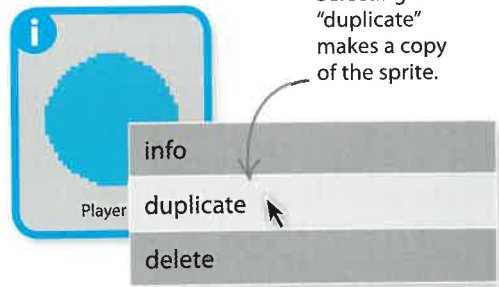 “duplicate”
makes a copy
of the sprite.
i
Player
info
duplicate
delete